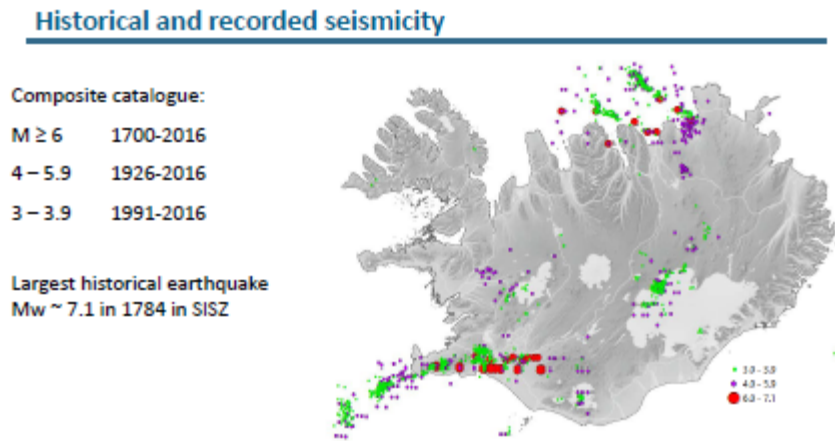 Historical and recorded seismicity
Composite catalogue:
M ≥ 6 1700-2016
4 – 5.9 1926-2016
3 – 3.9 1991-2016
Largest historical earthquake
Mw ~ 7.1 in 1784 in SISZ
3.0 - 3.9
4.0 - 5.9
6.0 - 7.1